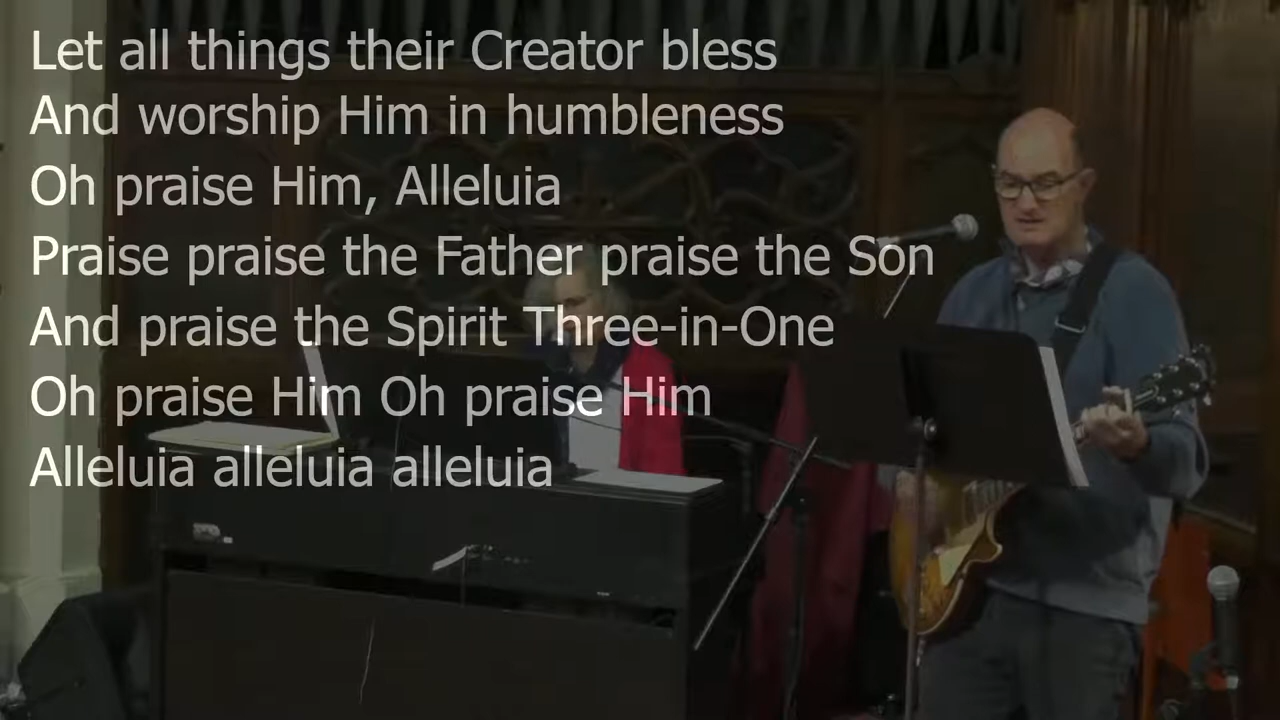 Let all things their Creator bless
And worship Him in humbleness
Oh praise Him, Alleluia
Praise praise the Father praise the Son
And praise the Spirit Three-in-One
Oh praise Him Oh praise Him
Alleluia alleluia alleluia